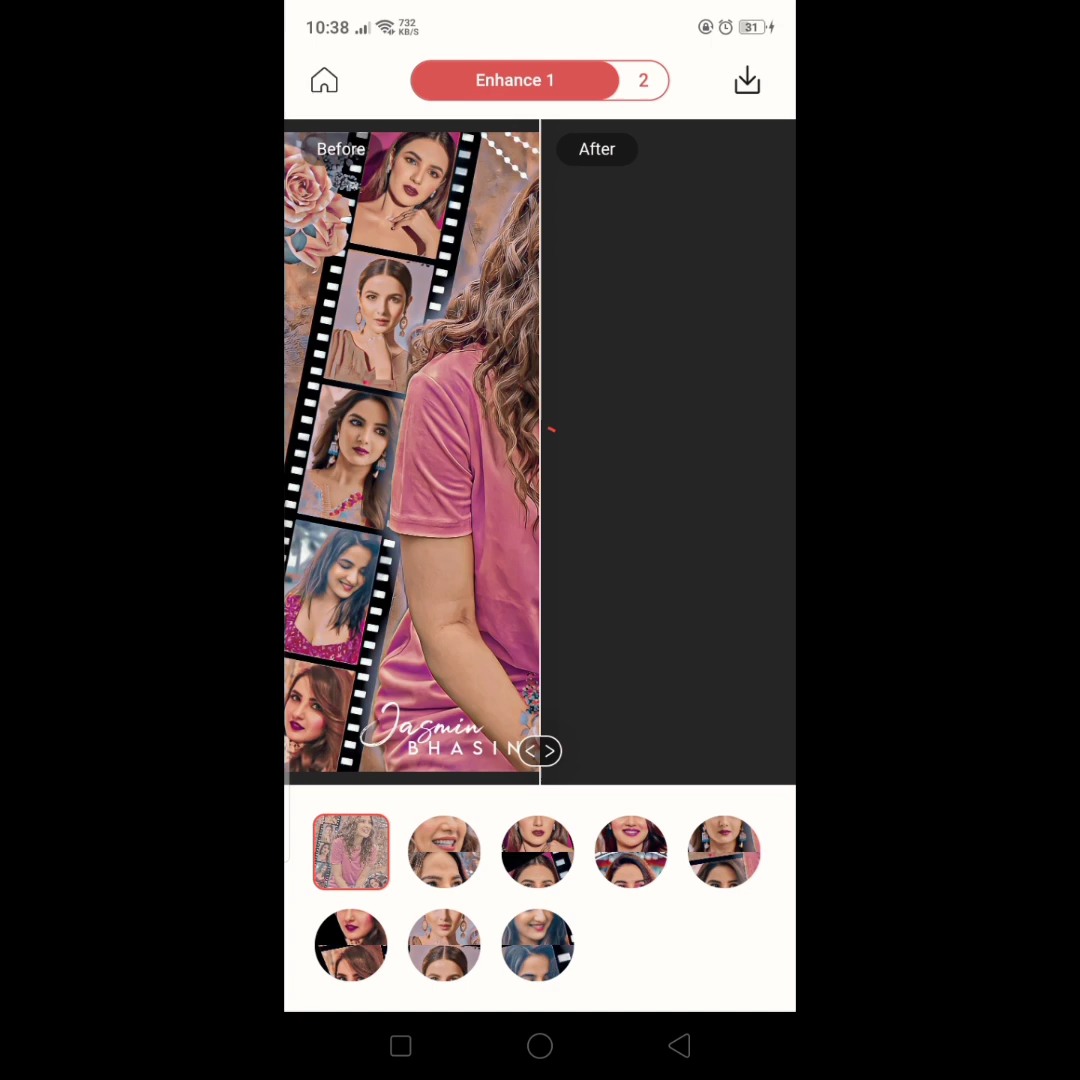 10:38 732 KB/S 31
Enhance 1 2
Before After
Jasmin
BHASIN